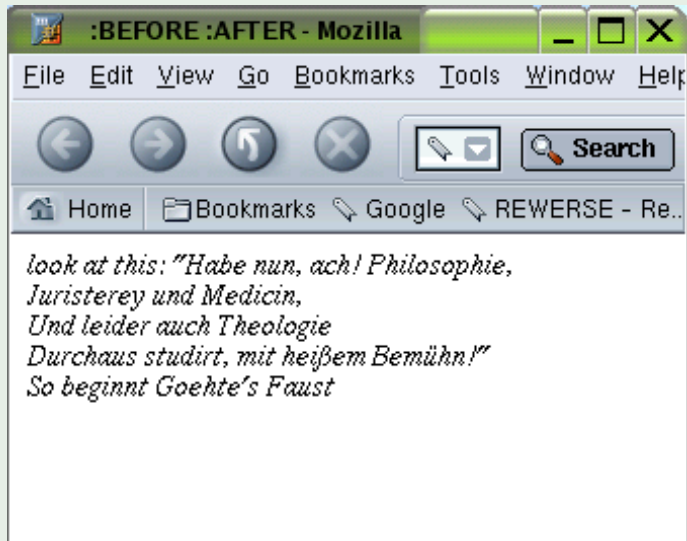 :BEFORE :AFTER - Mozilla
File Edit View Go Bookmarks Tools Window Help
Search
Home Bookmarks Google REWERSE - Re..
look at this: "Habe nun, ach! Philosophie,
Juristerey und Medicin,
Und leider auch Theologie
Durchaus studirt, mit heißem Bemühn!"
So beginnt Goehte's Faust